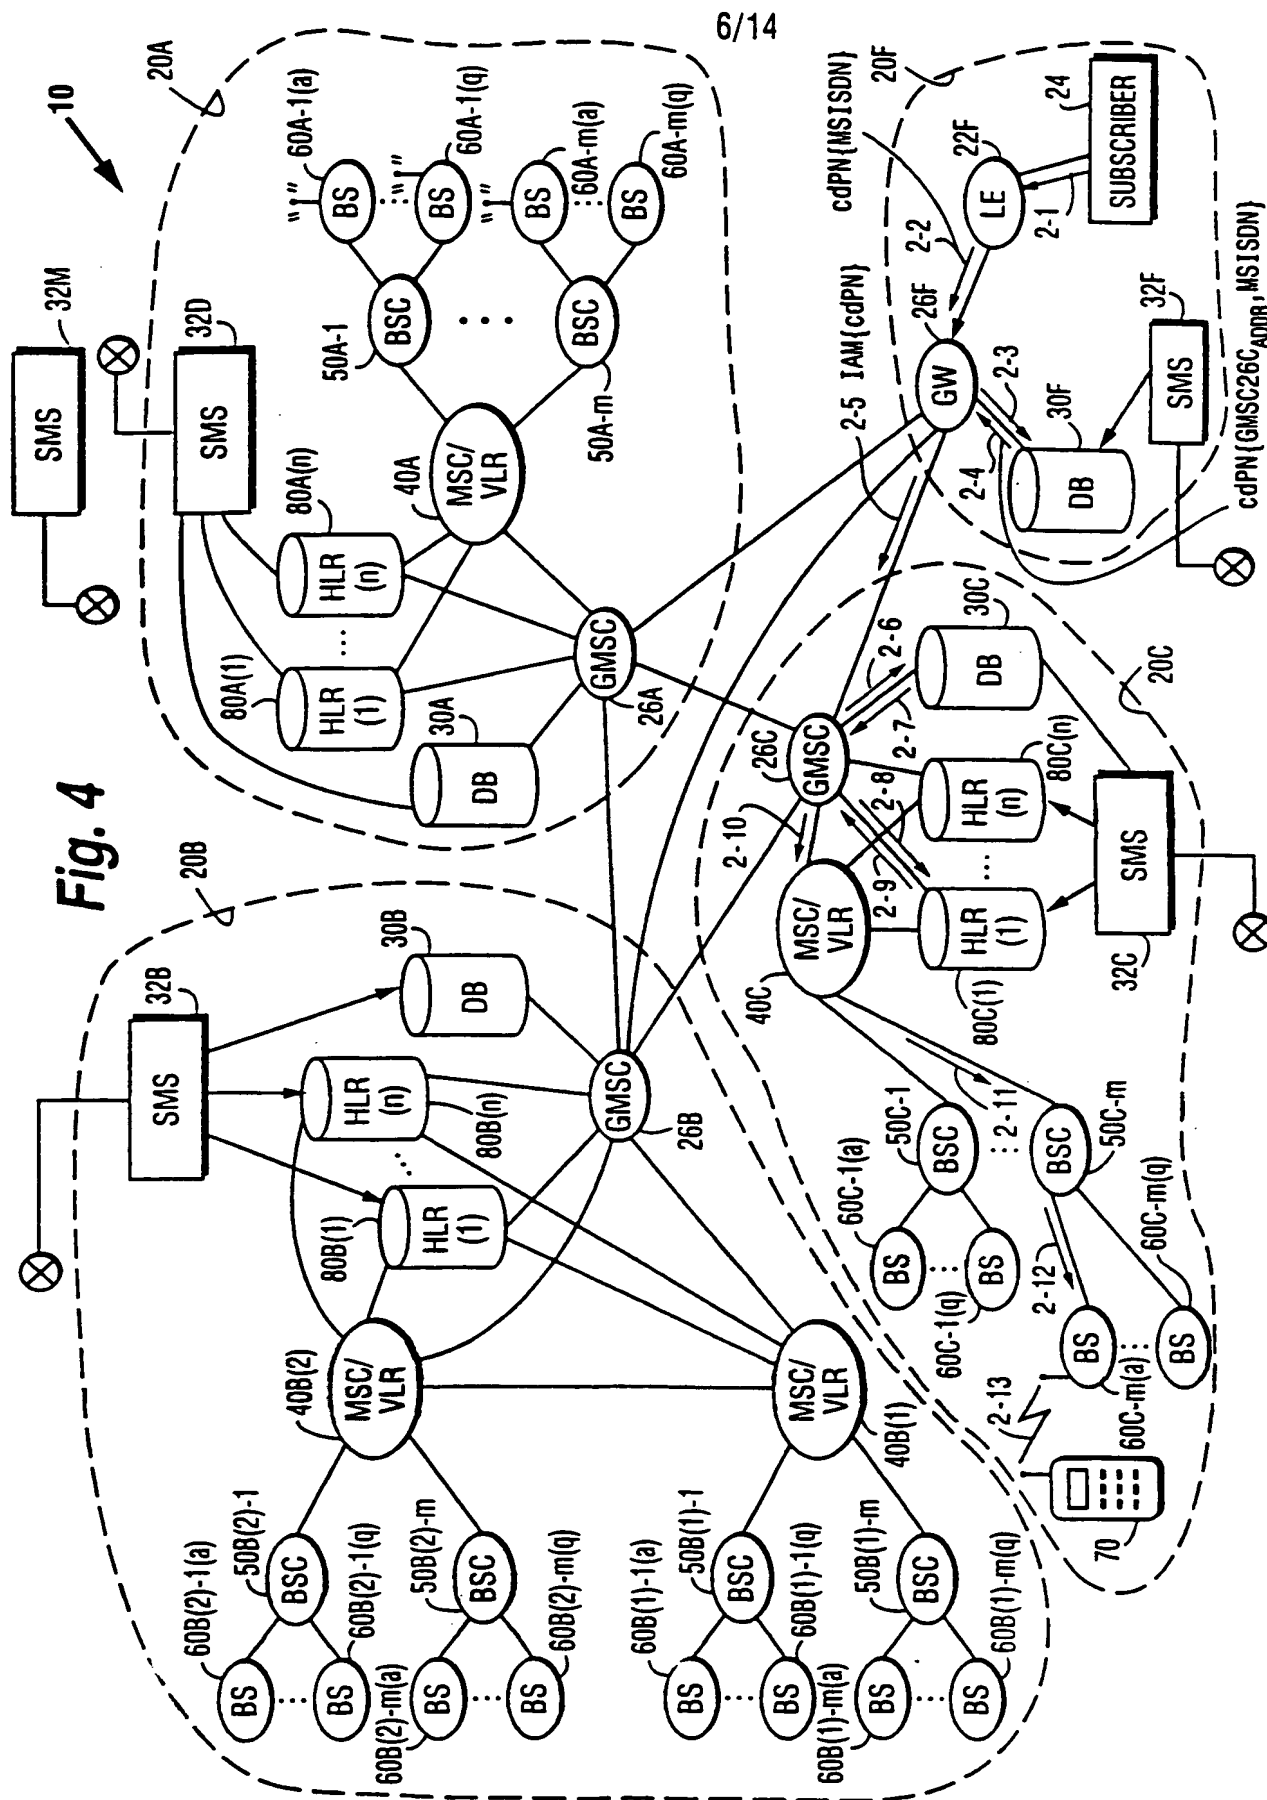 6/14
Fig. 4
10
20A
SMS
32M
SMS
32D
80A(1)
HLR
(1)
...
80A(n)
HLR
(n)
30A
DB
GMSC
26A
MSC/
VLR
40A
50A-1
BSC
...
BSC
50A-m
60A-1(a)
BS
...
BS
60A-1(q)
BS
60A-m(a)
...
BS
60A-m(q)
20B
SMS
32B
30B
DB
HLR
(n)
80B(n)
...
80B(1)
HLR
(1)
GMSC
26B
40B(2)
MSC/
VLR
MSC/
VLR
40B(1)
50B(2)-1
BSC
60B(2)-1(a)
BS
...
BS
60B(2)-1(q)
50B(2)-m
BSC
60B(2)-m(a)
BS
...
BS
60B(2)-m(q)
50B(1)-1
BSC
60B(1)-1(a)
BS
...
BS
60B(1)-1(q)
50B(1)-m
BSC
60B(1)-m(a)
BS
...
BS
60B(1)-m(q)
20F
cdPN{MSISDN}
24
SUBSCRIBER
2-1
22F
LE
2-2
26F
GW
2-3
2-4
30F
DB
32F
SMS
cdPN{GMSC26CADDR, MSISDN}
2-5 IAM{cdPN}
20C
26C
GMSC
2-6
2-7
30C
DB
2-8
2-9
80C(n)
HLR
(n)
...
HLR
(1)
80C(1)
SMS
32C
2-10
MSC/
VLR
40C
2-11
50C-1
BSC
...
BSC
50C-m
60C-1(a)
BS
...
BS
60C-1(q)
2-12
BS
60C-m(a)
...
BS
60C-m(q)
2-13
70